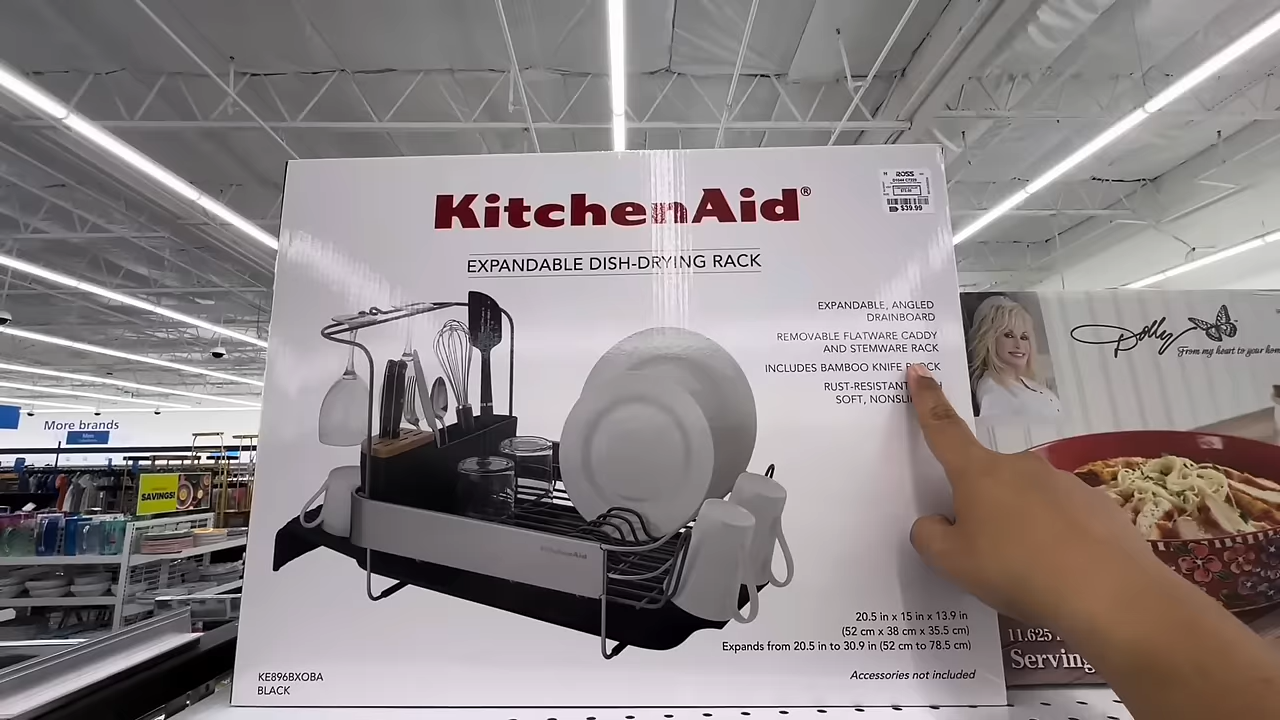 KitchenAid®
EXPANDABLE DISH-DRYING RACK
ROSS
$39.99
EXPANDABLE, ANGLED
DRAINBOARD
REMOVABLE FLATWARE CADDY
AND STEMWARE RACK
INCLUDES BAMBOO KNIFE
RUST-RESISTANT
SOFT,
KitchenAid
20.5 in x 15 in x 13.9 in
(52 cm x 38 cm x 35.5 cm)
Expands from 20.5 in to 30.9 in (52 cm to 78.5 cm)
Accessories not included
KE896BXOBA
BLACK
Dolly
From my heart to your
11.625
Serving
More brands
Men
SAVINGS!